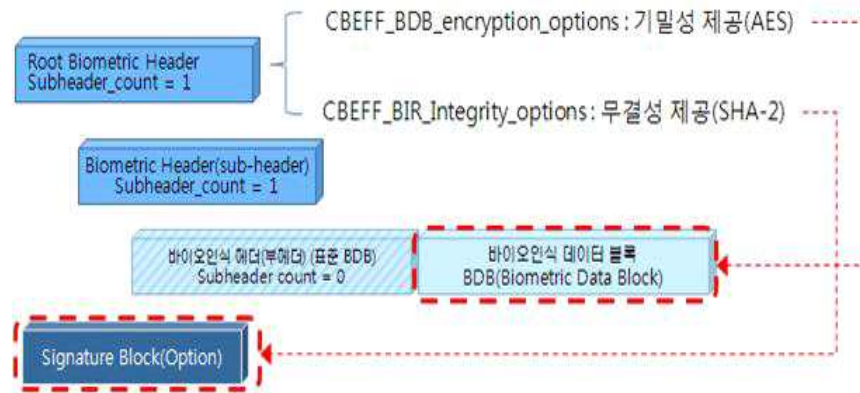 CBEFF_BDB_encryption_options : 기밀성 제공(AES)
Root Biometric Header
Subheader_count = 1
CBEFF_BIR_Integrity_options : 무결성 제공(SHA-2)
Biometric Header(sub-header)
Subheader_count = 1
바이오인식 헤더(부헤더) (표준 BDB)
Subheader count = 0
바이오인식 데이터 블록
BDB(Biometric Data Block)
Signature Block(Option)